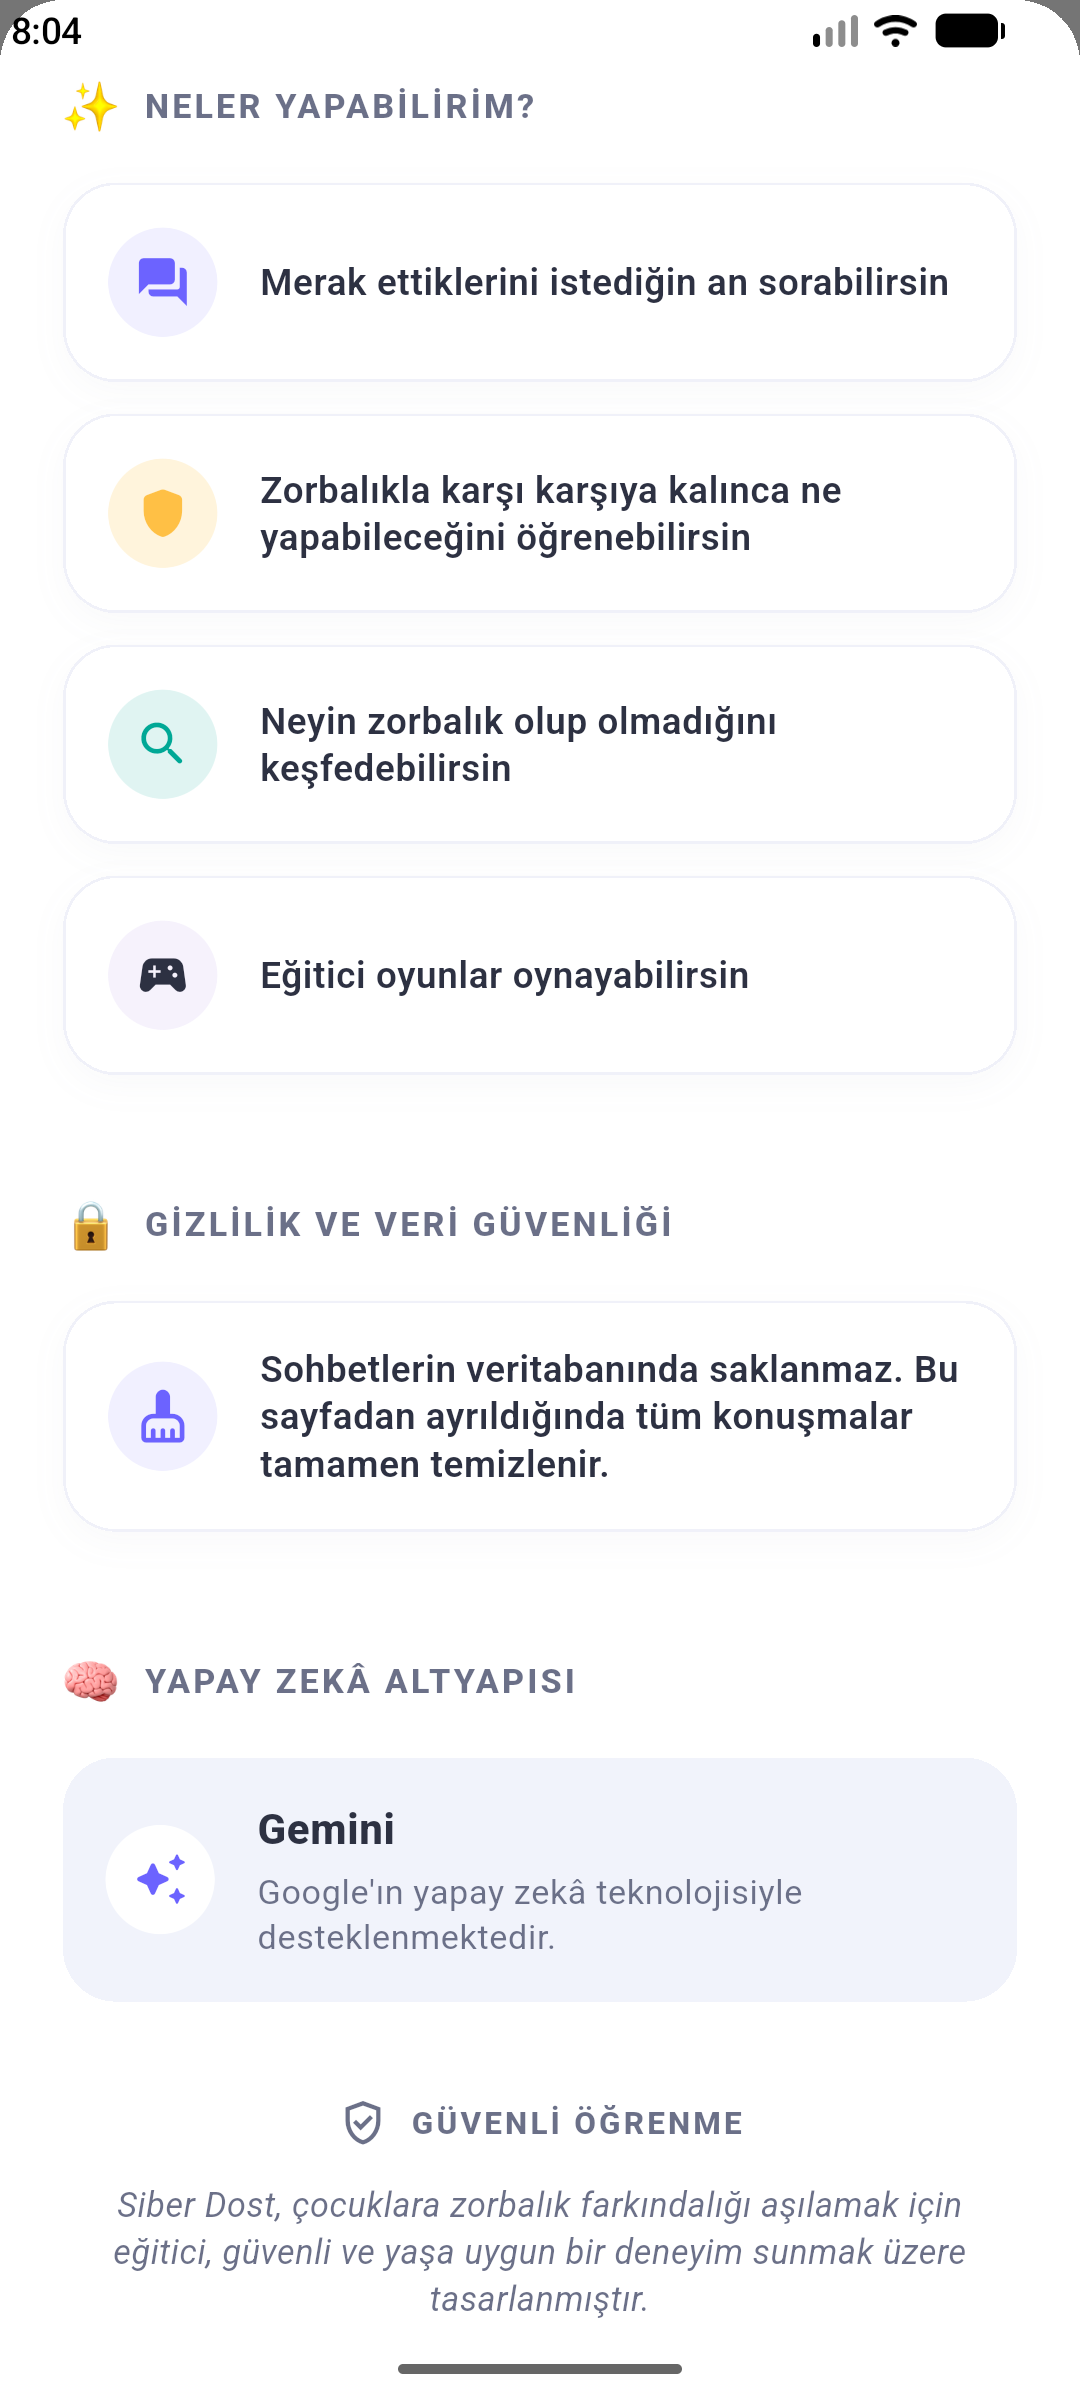 8:04
NELER YAPABİLİRİM?
Merak ettiklerini istediğin an sorabilirsin
Zorbalıkla karşı karşıya kalınca ne
yapabileceğini öğrenebilirsin
Neyin zorbalık olup olmadığını
keşfedebilirsin
Eğitici oyunlar oynayabilirsin
GİZLİLİK VE VERİ GÜVENLİĞİ
Sohbetlerin veritabanında saklanmaz. Bu
sayfadan ayrıldığında tüm konuşmalar
tamamen temizlenir.
YAPAY ZEKÂ ALTYAPISI
Gemini
Google'ın yapay zekâ teknolojisiyle
desteklenmektedir.
GÜVENLİ ÖĞRENME
Siber Dost, çocuklara zorbalık farkındalığı aşılamak için
eğitici, güvenli ve yaşa uygun bir deneyim sunmak üzere
tasarlanmıştır.